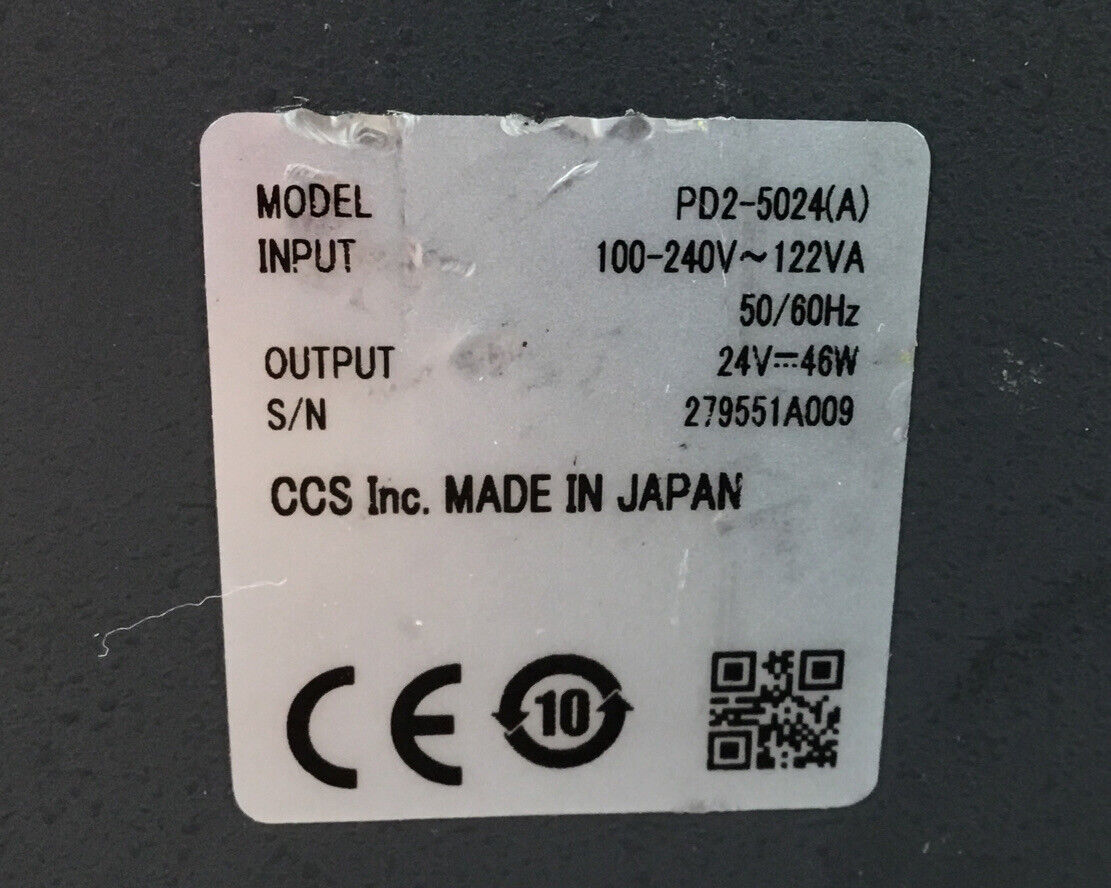 MODEL PD2-5024(A)
INPUT 100-240V～122VA
50/60Hz
OUTPUT 24V⎓46W
S/N 279551A009
CCS Inc. MADE IN JAPAN
CE 10